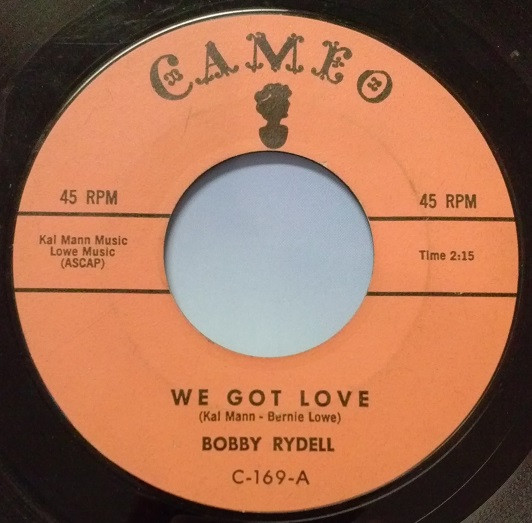 CAMEO
45 RPM
45 RPM
Kal Mann Music
Lowe Music
(ASCAP)
Time 2:15
WE GOT LOVE
(Kal Mann - Bernie Lowe)
BOBBY RYDELL
C-169-A